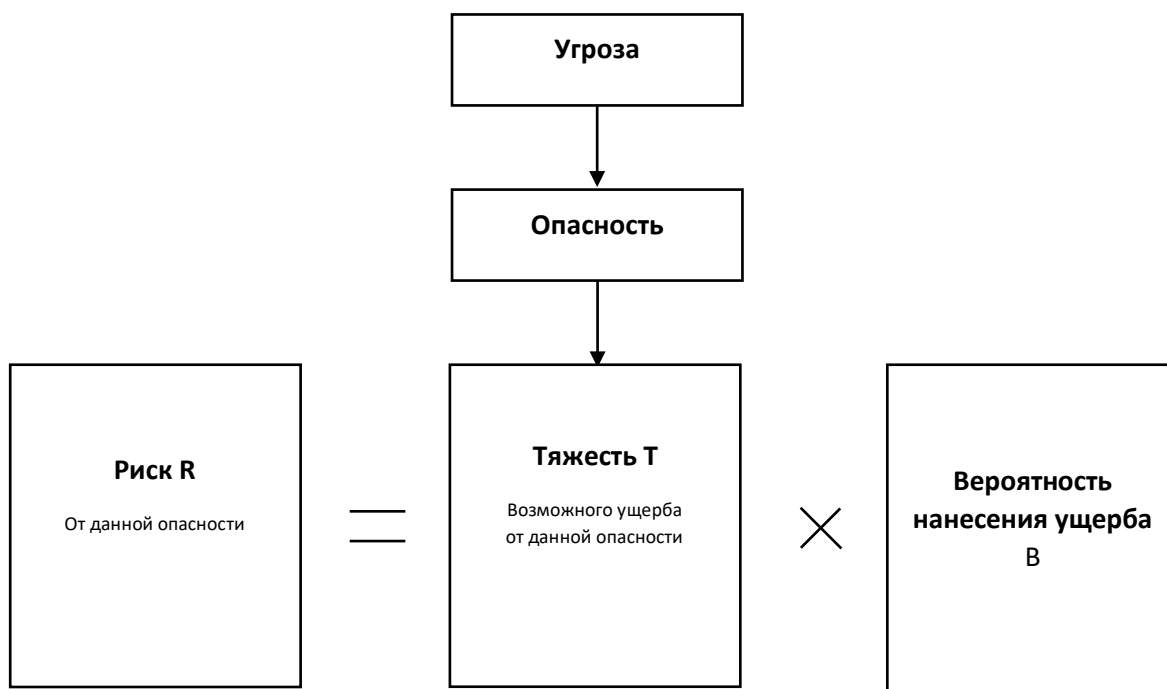 Угроза
Опасность
Риск R
От данной опасности
Тяжесть Т
Возможного ущерба
от данной опасности
Вероятность
нанесения ущерба
В